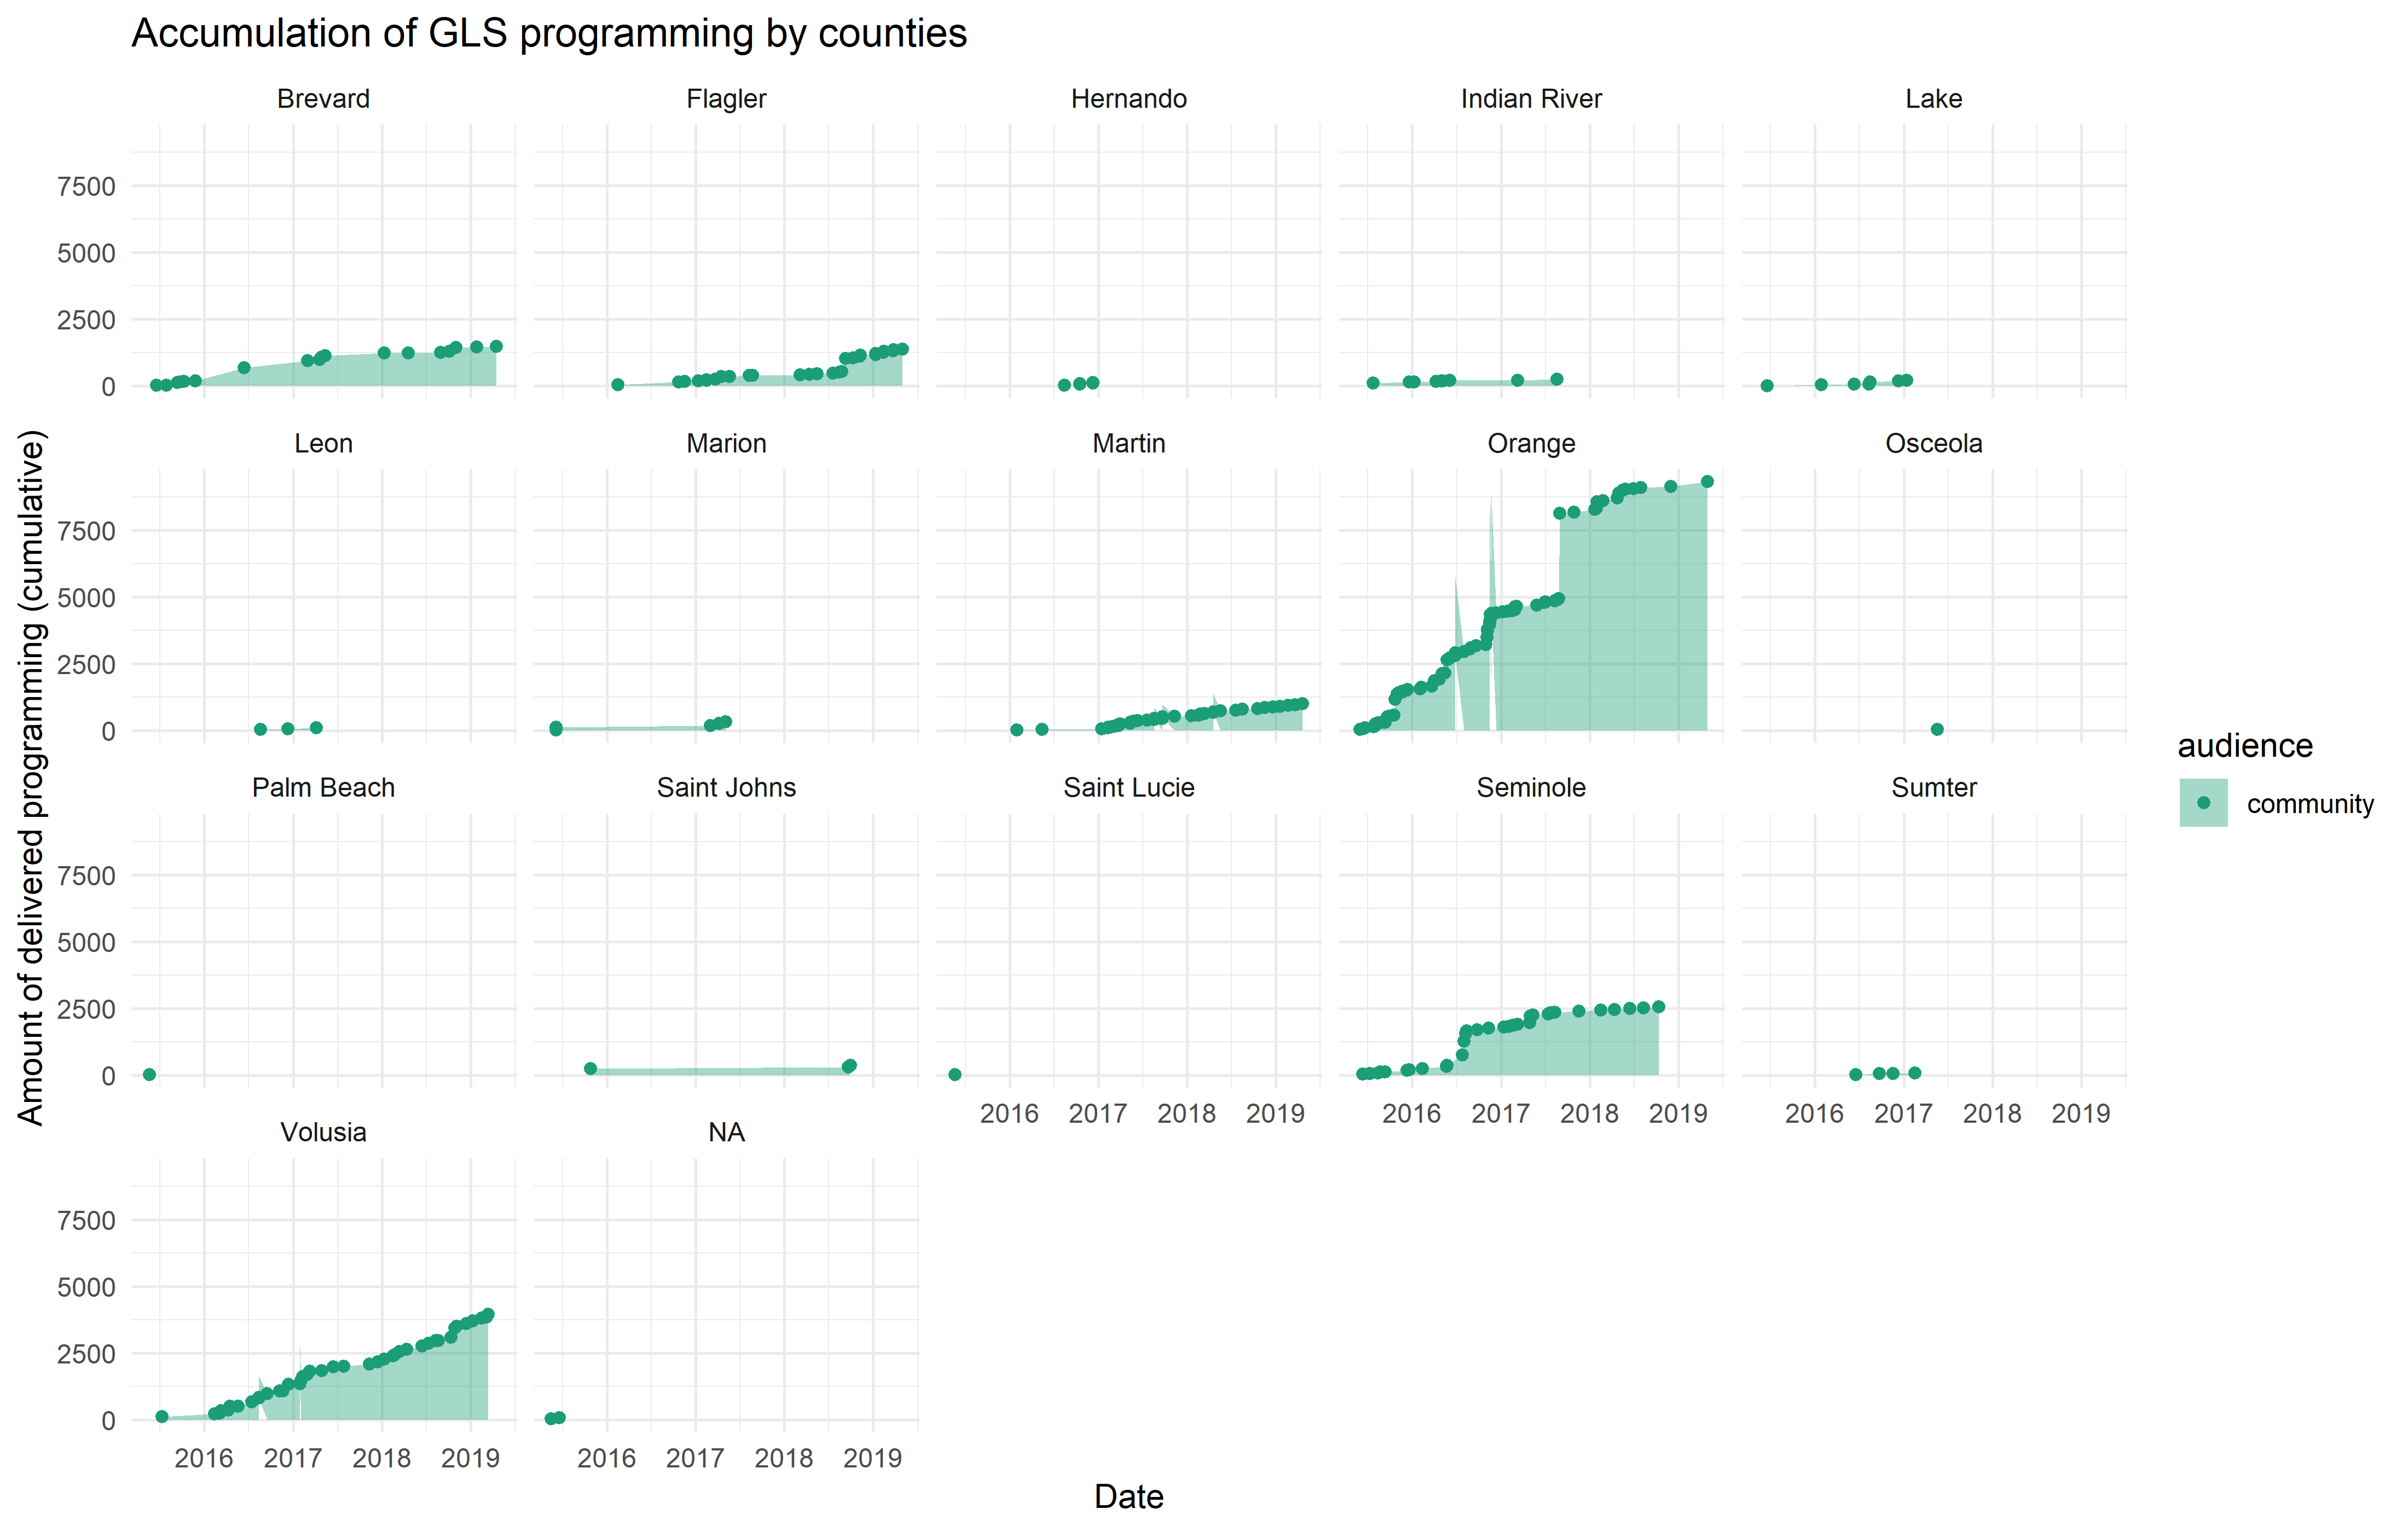 Accumulation of GLS programming by counties
Brevard
Flagler
Hernando
Indian River
Lake
7500
5000
2500
0
Leon
Marion
Martin
Orange
Osceola
7500
5000
2500
0
Palm Beach
Saint Johns
Saint Lucie
Seminole
Sumter
7500
5000
2500
0
2016 2017 2018 2019
2016 2017 2018 2019
2016 2017 2018 2019
Volusia
NA
7500
5000
2500
0
2016 2017 2018 2019
2016 2017 2018 2019
Date
Amount of delivered programming (cumulative)
audience
community